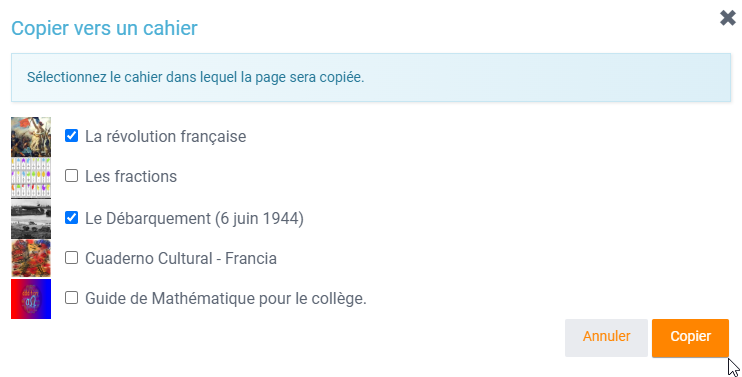 Copier vers un cahier
Sélectionnez le cahier dans lequel la page sera copiée.
La révolution française
Les fractions
Le Débarquement (6 juin 1944)
Cuaderno Cultural - Francia
Guide de Mathématique pour le collège.
Annuler
Copier